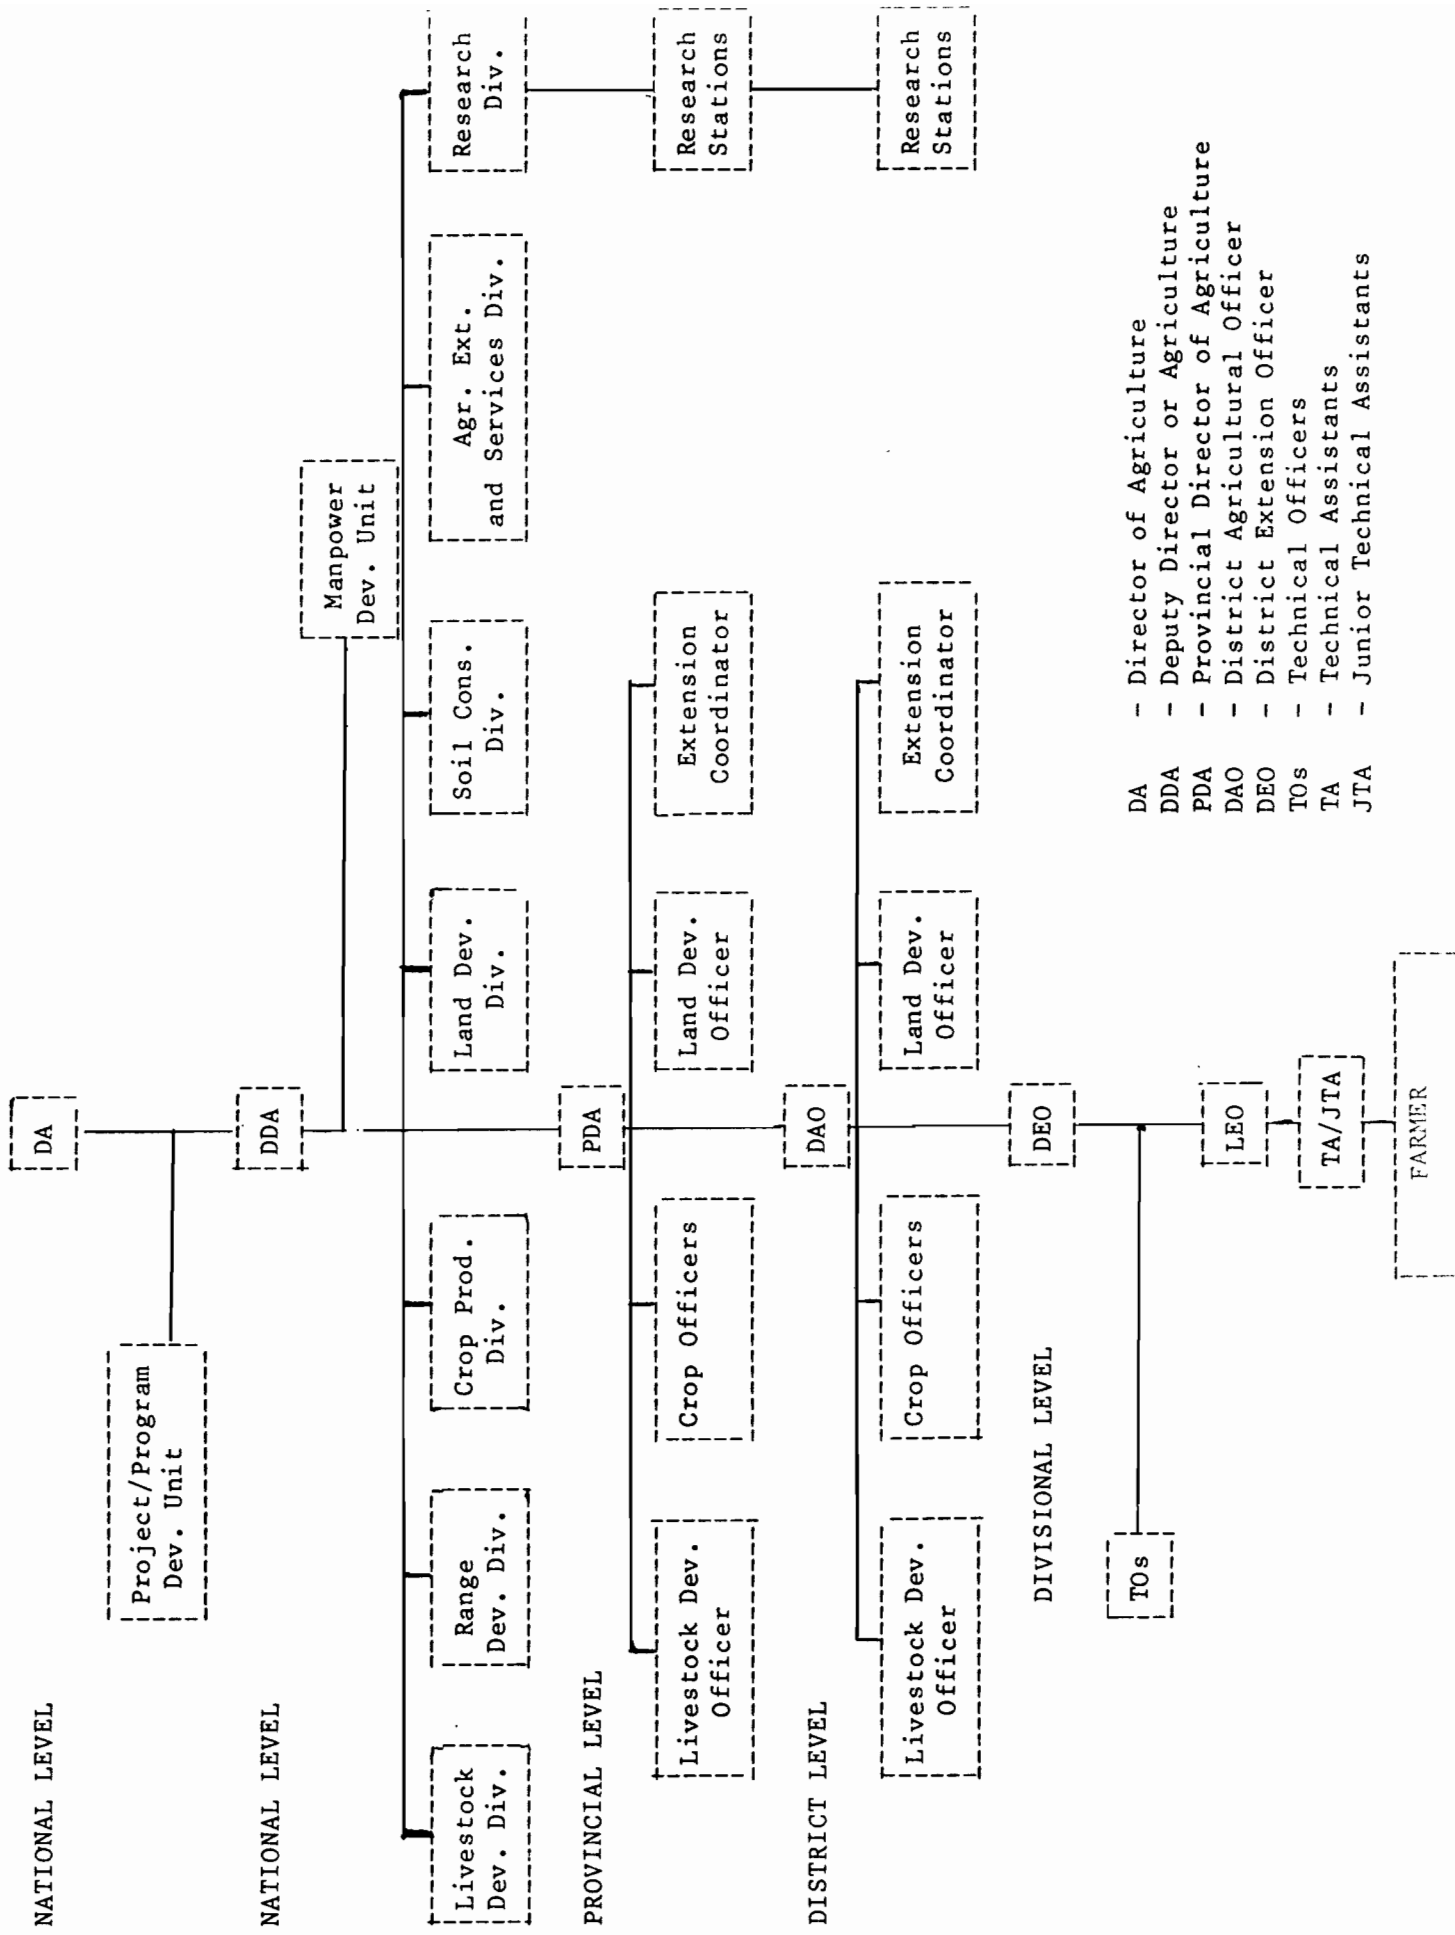 NATIONAL LEVEL
DA
Project/Program
Dev. Unit
NATIONAL LEVEL
DDA
Manpower
Dev. Unit
Livestock
Dev. Div.
Range
Dev. Div.
Crop Prod.
Div.
Land Dev.
Div.
Soil Cons.
Div.
Agr. Ext.
and Services Div.
Research
Div.
PROVINCIAL LEVEL
PDA
Livestock Dev.
Officer
Crop Officers
Land Dev.
Officer
Extension
Coordinator
Research
Stations
DISTRICT LEVEL
DAO
Livestock Dev.
Officer
Crop Officers
Land Dev.
Officer
Extension
Coordinator
Research
Stations
DIVISIONAL LEVEL
DEO
TOs
LEO
TA/JTA
FARMER
DA - Director of Agriculture
DDA - Deputy Director or Agriculture
PDA - Provincial Director of Agriculture
DAO - District Agricultural Officer
DEO - District Extension Officer
TOs - Technical Officers
TA - Technical Assistants
JTA - Junior Technical Assistants